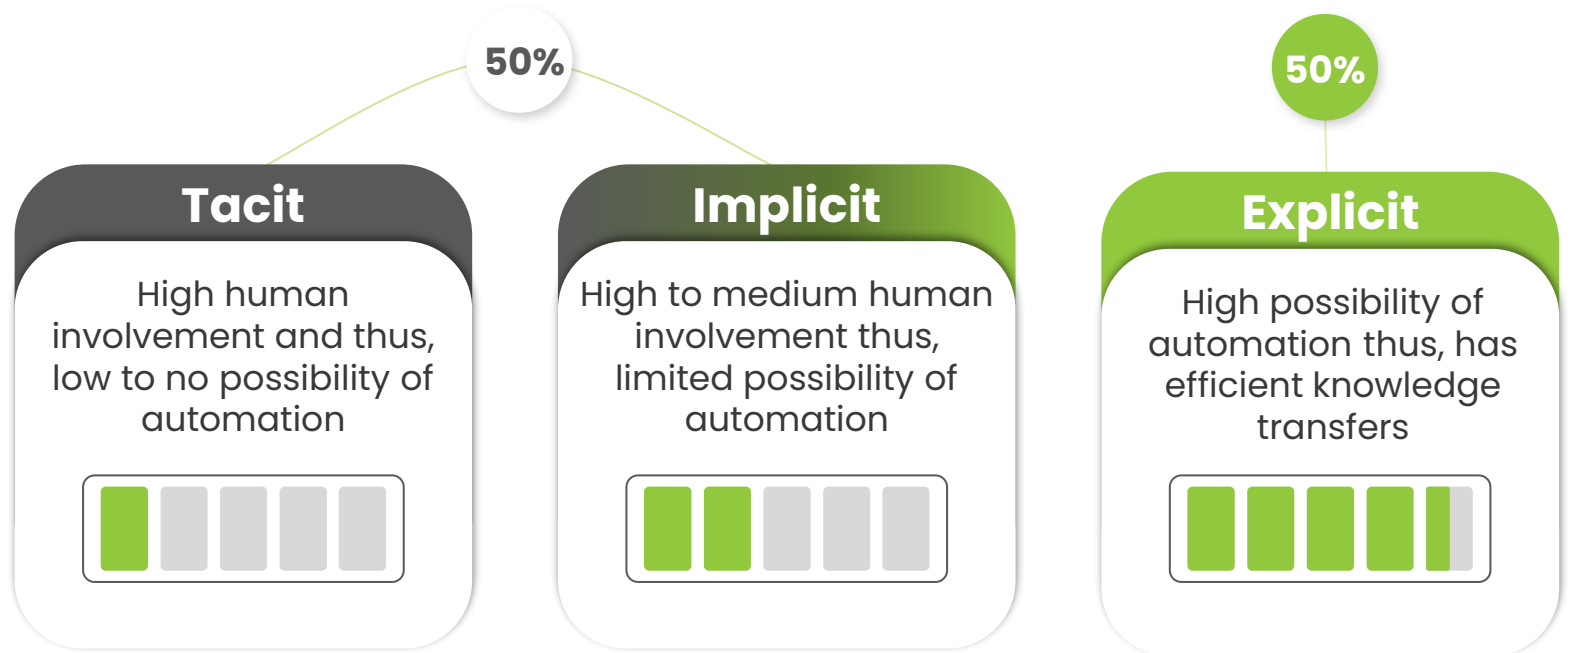 50%
50%
Tacit
High human
involvement and thus,
low to no possibility of
automation
Implicit
High to medium human
involvement thus,
limited possibility of
automation
Explicit
High possibility of
automation thus, has
efficient knowledge
transfers